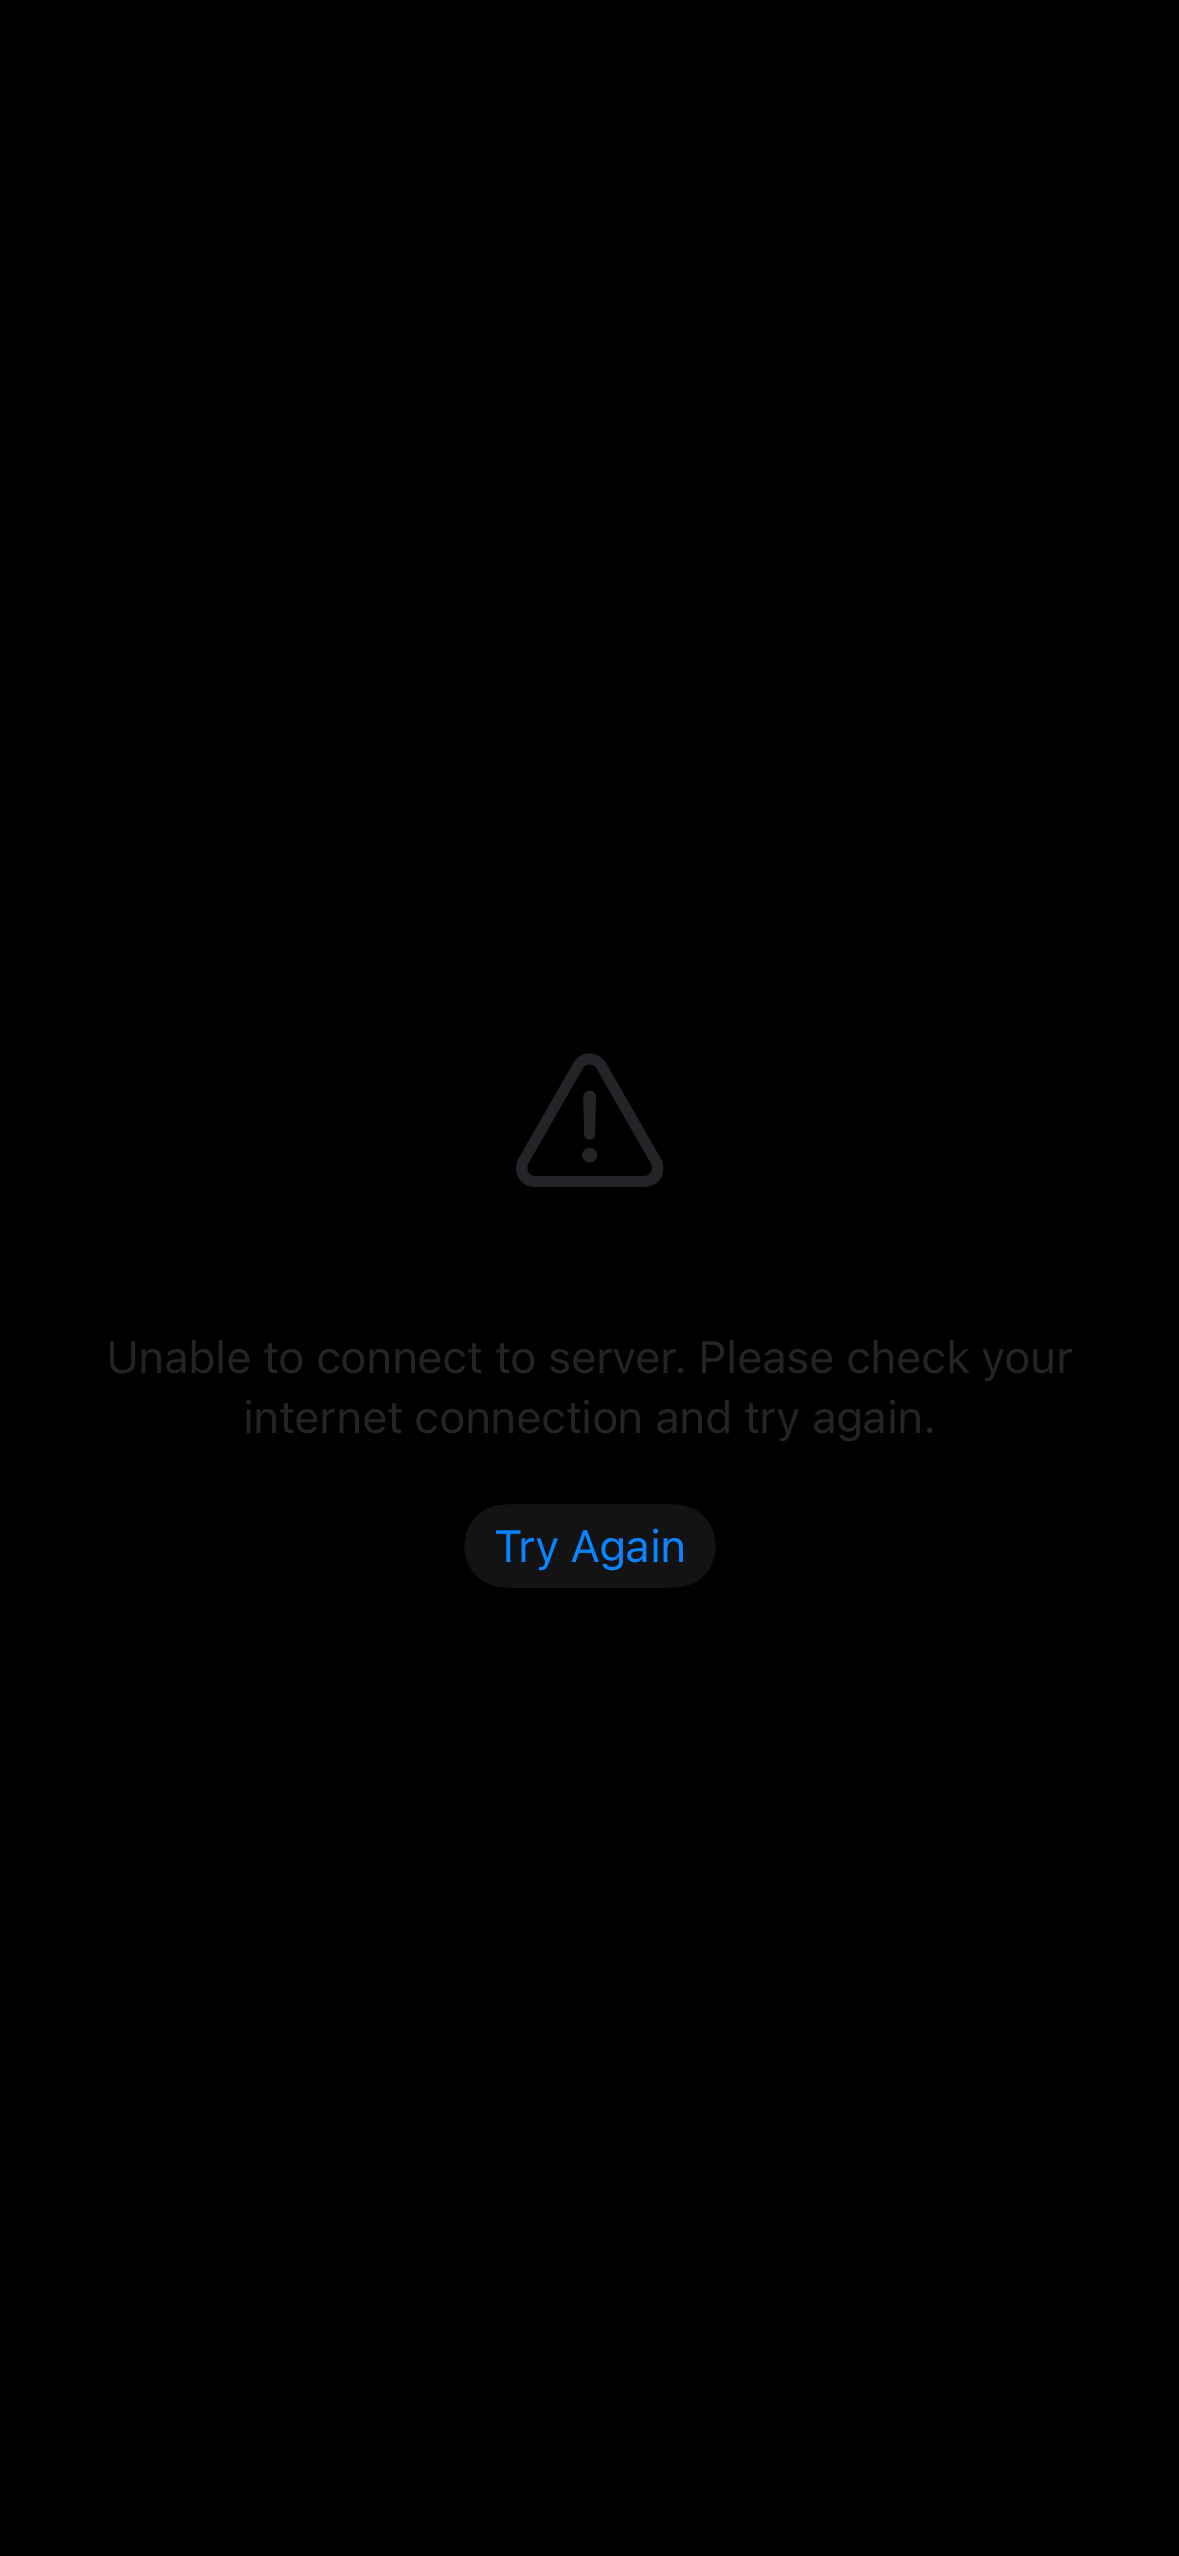 Unable to connect to server. Please check your
internet connection and try again.
Try Again